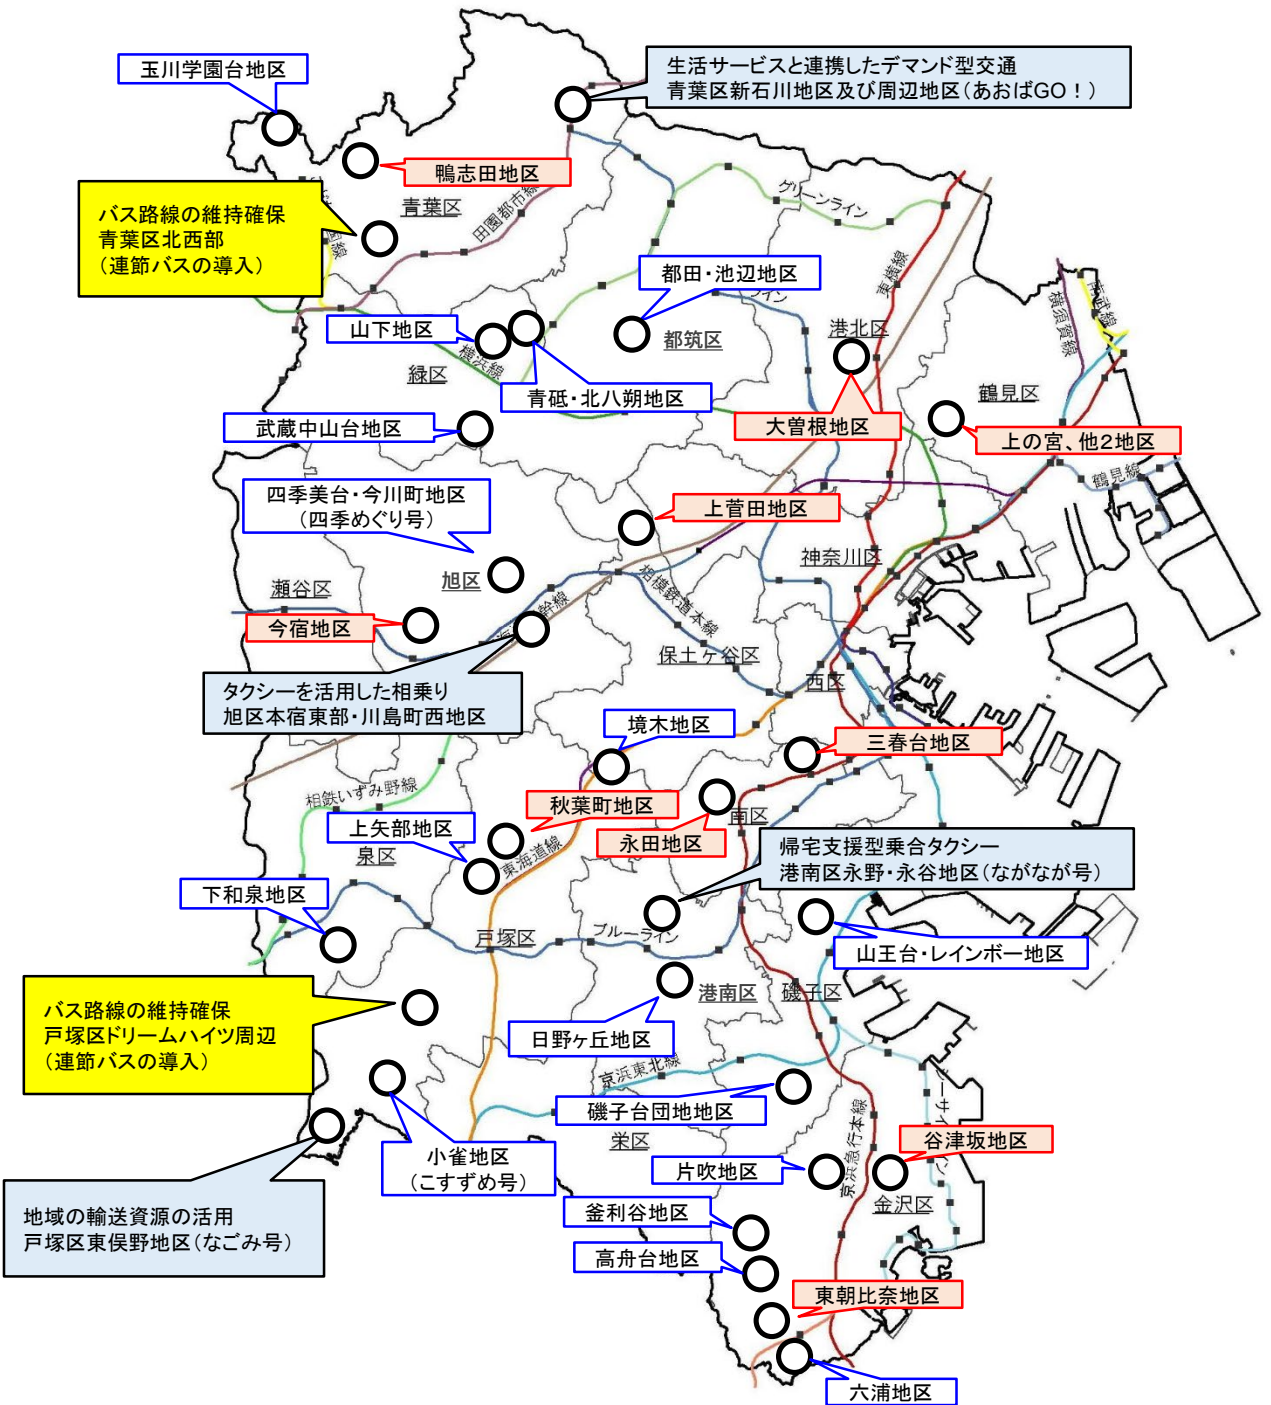 玉川学園台地区
生活サービスと連携したデマンド型交通
青葉区新石川地区及び周辺地区(あおばGO!)
鴨志田地区
バス路線の維持確保
青葉区北西部
(連節バスの導入)
青葉区
田園都市線
グリーンライン
都田・池辺地区
東横線
横須賀線
南武線
山下地区
横浜線
緑区
都筑区
港北区
鶴見区
青砥・北八朔地区
武蔵中山台地区
大曽根地区
上の宮、他2地区
鶴見線
四季美台・今川町地区
(四季めぐり号)
上菅田地区
神奈川区
旭区
瀬谷区
相模鉄道本線
今宿地区
幹線
保土ヶ谷区
西区
タクシーを活用した相乗り
旭区本宿東部・川島町西地区
境木地区
三春台地区
相鉄いずみ野線
秋葉町地区
南区
永田地区
上矢部地区
泉区
東海道線
帰宅支援型乗合タクシー
港南区永野・永谷地区(ながなが号)
下和泉地区
戸塚区
ブルーライン
山王台・レインボー地区
港南区
磯子区
バス路線の維持確保
戸塚区ドリームハイツ周辺
(連節バスの導入)
日野ヶ丘地区
京浜東北線
磯子台団地地区
栄区
京浜急行本線
谷津坂地区
小雀地区
(こすずめ号)
片吹地区
金沢区
地域の輸送資源の活用
戸塚区東俣野地区(なごみ号)
釜利谷地区
高舟台地区
東朝比奈地区
六浦地区